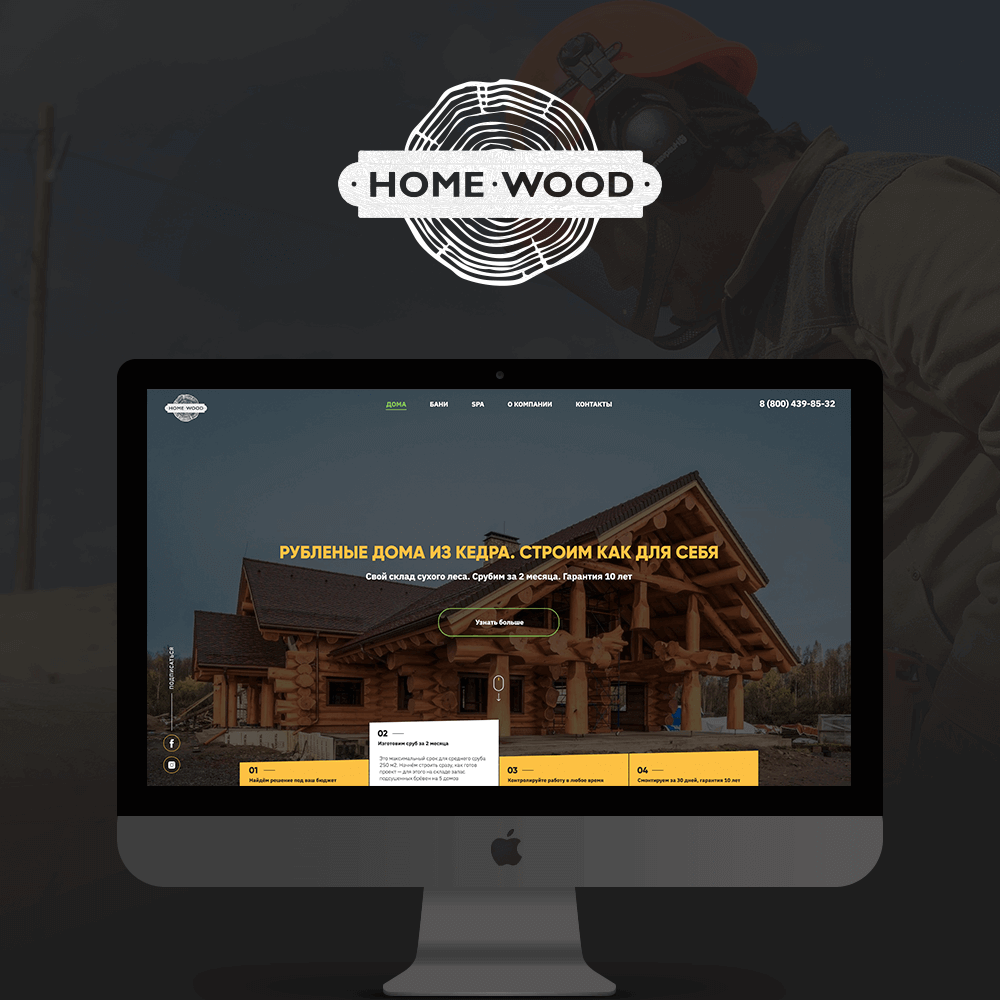 HOME·WOOD
HOME·WOOD
ДОМА БАНИ SPA О КОМПАНИИ КОНТАКТЫ 8 (800) 439-85-32
РУБЛЕНЫЕ ДОМА ИЗ КЕДРА. СТРОИМ КАК ДЛЯ СЕБЯ
Свой склад сухого леса. Срубим за 2 месяца. Гарантия 10 лет
Узнать больше
ПОДПИСАТЬСЯ
01
Найдём решение под ваш бюджет
02
Изготовим сруб за 2 месяца
Это максимальный срок для среднего сруба
250 м2. Начнём строить сразу, как готов
проект — для этого на складе запас
подсушенных брёвен на 5 домов
03
Контролируйте работу в любое время
04
Смонтируем за 30 дней, гарантия 10 лет